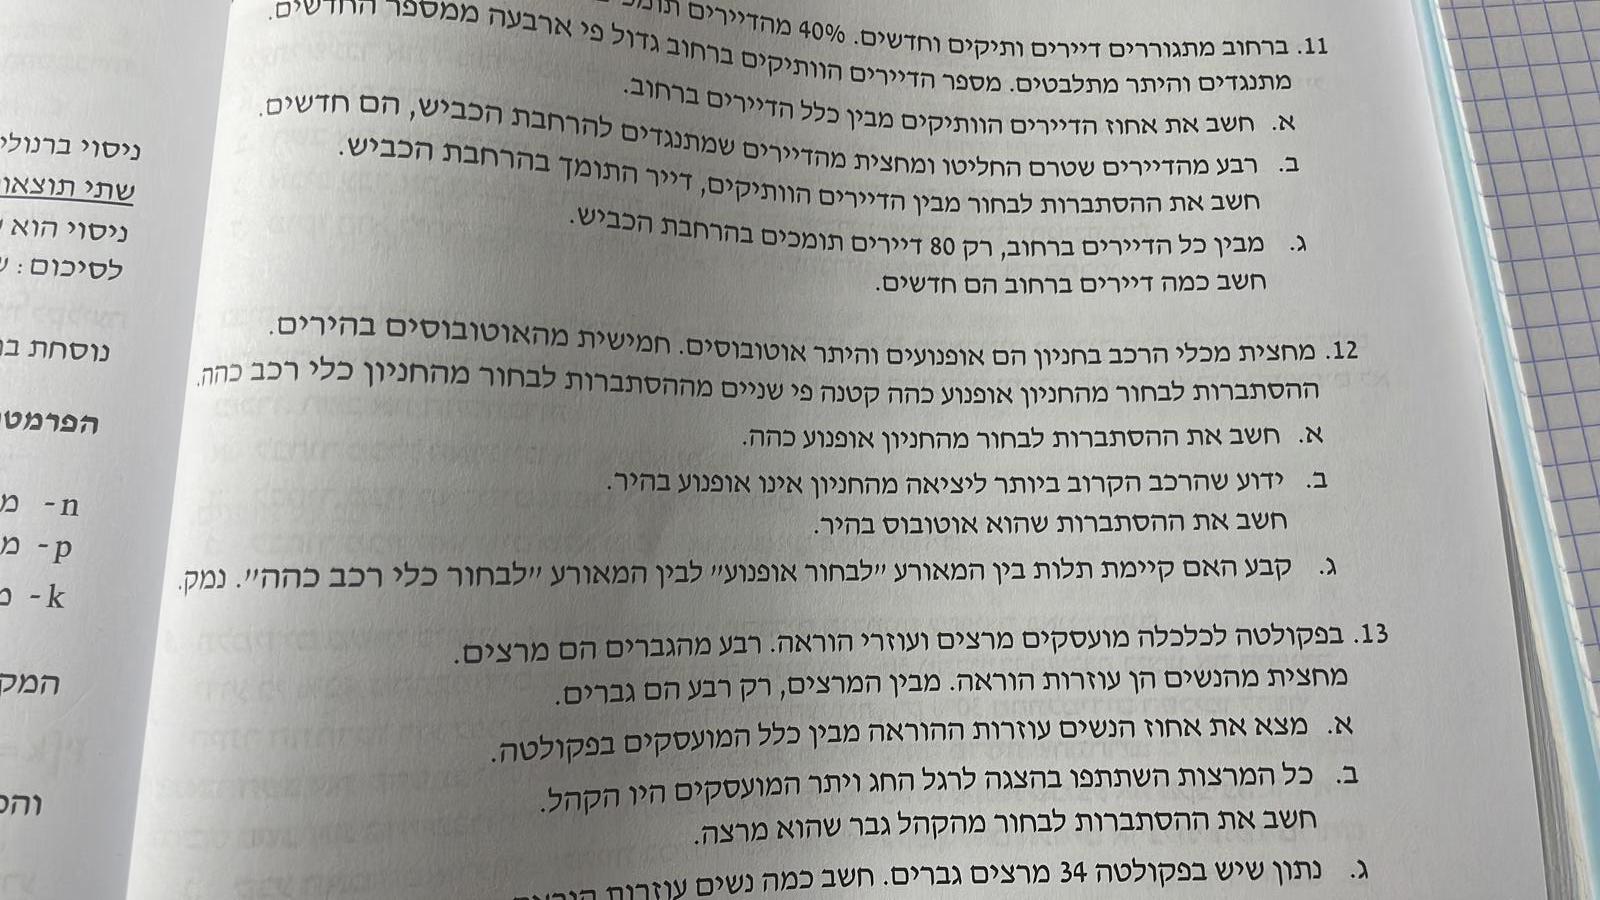 11. ברחוב מתגוררים דיירים ותיקים וחדשים. 40% מהדיירים
מתנגדים והיתר מתלבטים. מספר הדיירים הוותיקים ברחוב גדול פי ארבעה ממספר החדשים.
א. חשב את אחוז הדיירים הוותיקים מבין כלל הדיירים ברחוב.
ב. רבע מהדיירים שטרם החליטו ומחצית מהדיירים שמתנגדים להרחבת הכביש, הם חדשים.
חשב את ההסתברות לבחור מבין הדיירים הוותיקים, דייר התומך בהרחבת הכביש.
ג. מבין כל הדיירים ברחוב, רק 80 דיירים תומכים בהרחבת הכביש.
חשב כמה דיירים ברחוב הם חדשים.
12. מחצית מכלי הרכב בחניון הם אופנועים והיתר אוטובוסים. חמישית מהאוטובוסים בהירים.
ההסתברות לבחור מהחניון אופנוע כהה קטנה פי שניים מההסתברות לבחור מהחניון כלי רכב כהה.
א. חשב את ההסתברות לבחור מהחניון אופנוע כהה.
ב. ידוע שהרכב הקרוב ביותר ליציאה מהחניון אינו אופנוע בהיר.
חשב את ההסתברות שהוא אוטובוס בהיר.
ג. קבע האם קיימת תלות בין המאורע ״לבחור אופנוע״ לבין המאורע ״לבחור כלי רכב כהה״. נמק.
13. בפקולטה לכלכלה מועסקים מרצים ועוזרי הוראה. רבע מהגברים הם מרצים.
מחצית מהנשים הן עוזרות הוראה. מבין המרצים, רק רבע הם גברים.
א. מצא את אחוז הנשים עוזרות ההוראה מבין כלל המועסקים בפקולטה.
ב. כל המרצות השתתפו בהצגה לרגל החג ויתר המועסקים היו הקהל.
חשב את ההסתברות לבחור מהקהל גבר שהוא מרצה.
ג. נתון שיש בפקולטה 34 מרצים גברים. חשב כמה נשים עוזרות
ניסוי ברנולי
שתי תוצאו
ניסוי הוא
לסיכום:
נוסחת
n-
p-
k-